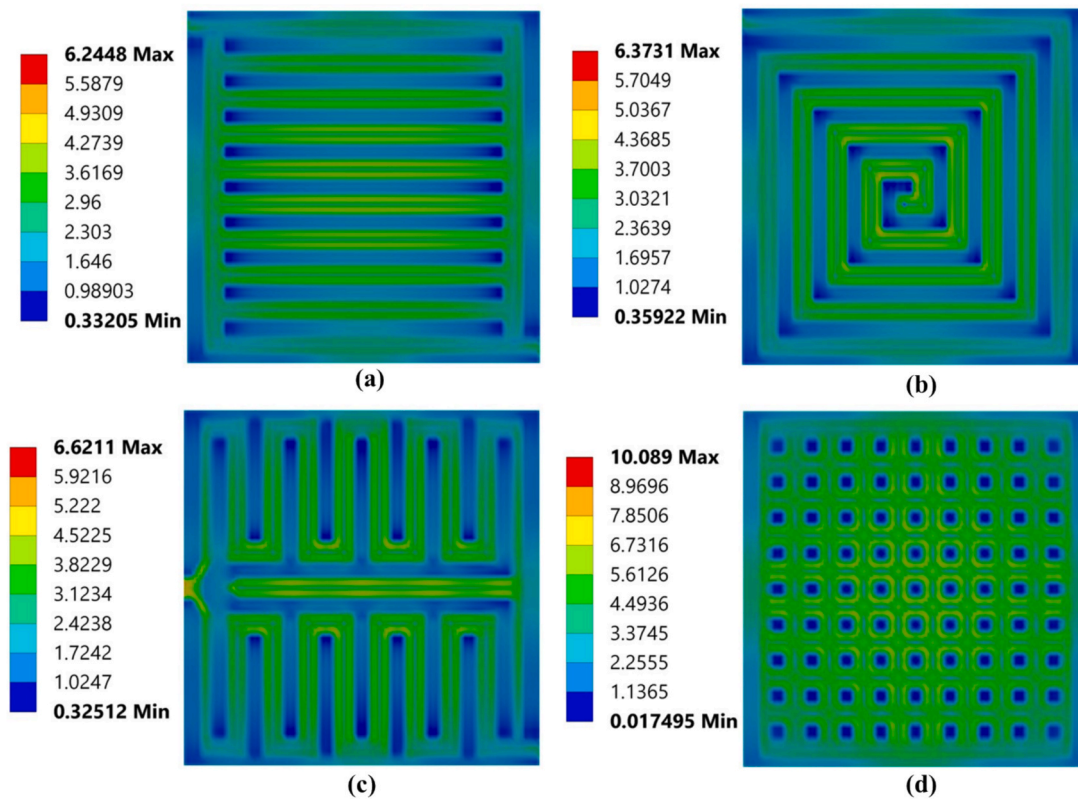 6.2448 Max
5.5879
4.9309
4.2739
3.6169
2.96
2.303
1.646
0.98903
0.33205 Min
(a)
6.3731 Max
5.7049
5.0367
4.3685
3.7003
3.0321
2.3639
1.6957
1.0274
0.35922 Min
(b)
6.6211 Max
5.9216
5.222
4.5225
3.8229
3.1234
2.4238
1.7242
1.0247
0.32512 Min
(c)
10.089 Max
8.9696
7.8506
6.7316
5.6126
4.4936
3.3745
2.2555
1.1365
0.017495 Min
(d)